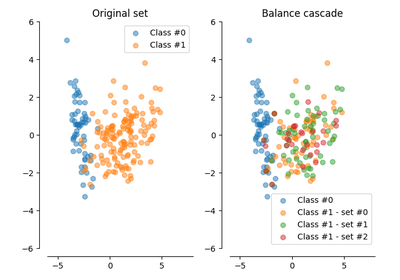 Original set
Balance cascade
6
4
2
0
−2
−4
−6
−5
0
5
Class #0
Class #1
6
4
2
0
−2
−4
−6
−5
0
5
Class #0
Class #1 - set #0
Class #1 - set #1
Class #1 - set #2